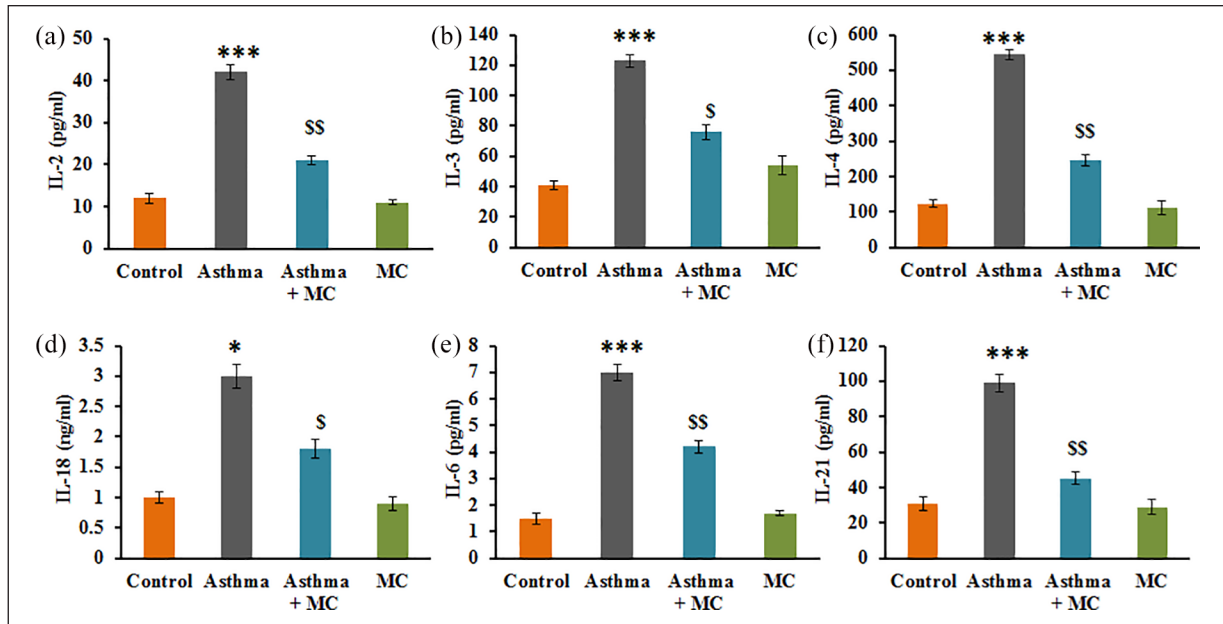 (a)
IL-2 (pg/ml)
50
40
30
20
10
0
***
$$
Control Asthma Asthma MC
+ MC
(b)
IL-3 (pg/ml)
140
120
100
80
60
40
20
0
***
$
Control Asthma Asthma MC
+ MC
(c)
IL-4 (pg/ml)
600
500
400
300
200
100
0
***
$$
Control Asthma Asthma MC
+ MC
(d)
IL-18 (ng/ml)
3.5
3
2.5
2
1.5
1
0.5
0
*
$
Control Asthma Asthma MC
+ MC
(e)
IL-6 (pg/ml)
8
7
6
5
4
3
2
1
0
***
$$
Control Asthma Asthma MC
+ MC
(f)
IL-21 (pg/ml)
120
100
80
60
40
20
0
***
$$
Control Asthma Asthma MC
+ MC